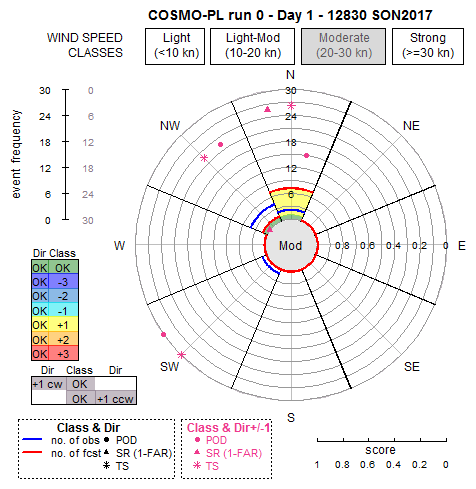 COSMO-PL run 0 - Day 1 - 12830 SON2017
WIND SPEED CLASSES
Light (<10 kn)
Light-Mod (10-20 kn)
Moderate (20-30 kn)
Strong (>=30 kn)
N
30
24
18
12
6
NW
NE
W
E
SW
SE
S
Mod
0.8 0.6 0.4 0.2 0
event frequency
30 0
24 6
18 12
12 18
6 24
0 30
Dir Class
OK OK
OK -3
OK -2
OK -1
OK +1
OK +2
OK +3
Dir Class Dir
+1 cw OK
OK +1 ccw
Class & Dir
no. of obs POD
no. of fcst SR (1-FAR)
TS
Class & Dir+/-1
POD
SR (1-FAR)
TS
score
1 0.8 0.6 0.4 0.2 0